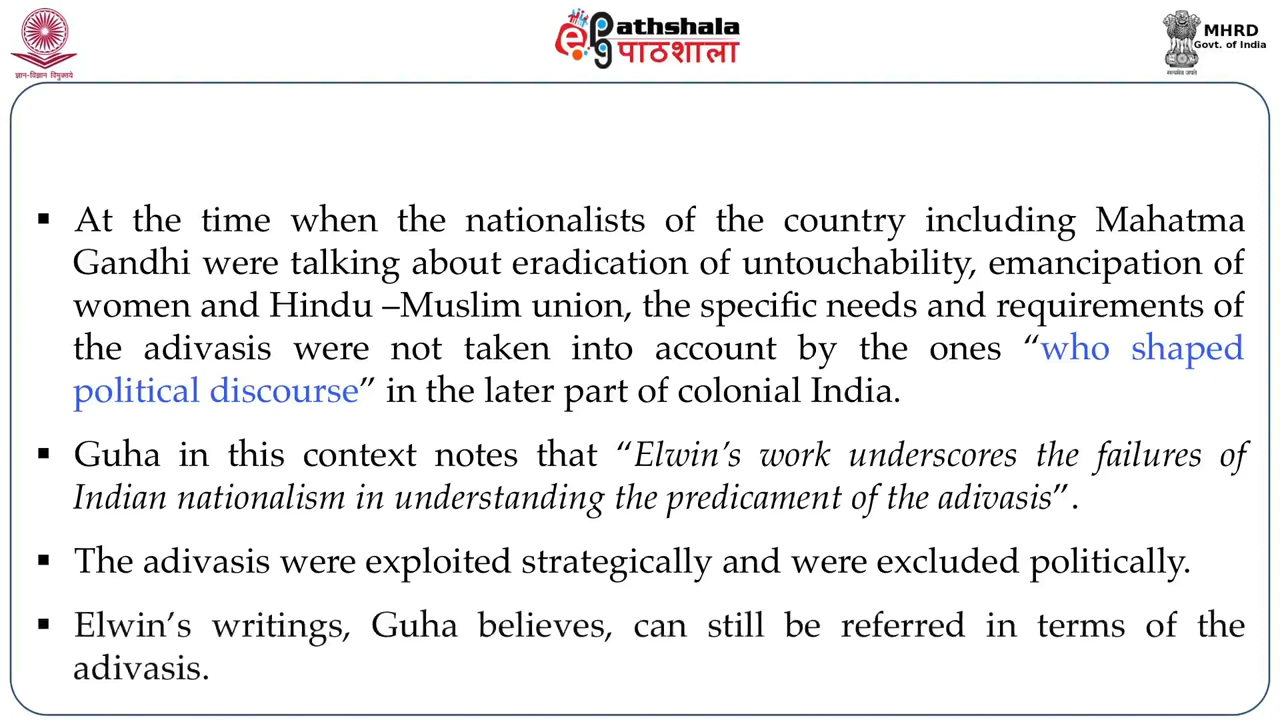 ज्ञान-विज्ञान विमुक्तये
ePGpathshala
पाठशाला
MHRD
Govt. of India
सत्यमेव जयते
▪ At the time when the nationalists of the country including Mahatma
Gandhi were talking about eradication of untouchability, emancipation of
women and Hindu –Muslim union, the specific needs and requirements of
the adivasis were not taken into account by the ones “who shaped
political discourse” in the later part of colonial India.
▪ Guha in this context notes that “Elwin’s work underscores the failures of
Indian nationalism in understanding the predicament of the adivasis”.
▪ The adivasis were exploited strategically and were excluded politically.
▪ Elwin’s writings, Guha believes, can still be referred in terms of the
adivasis.